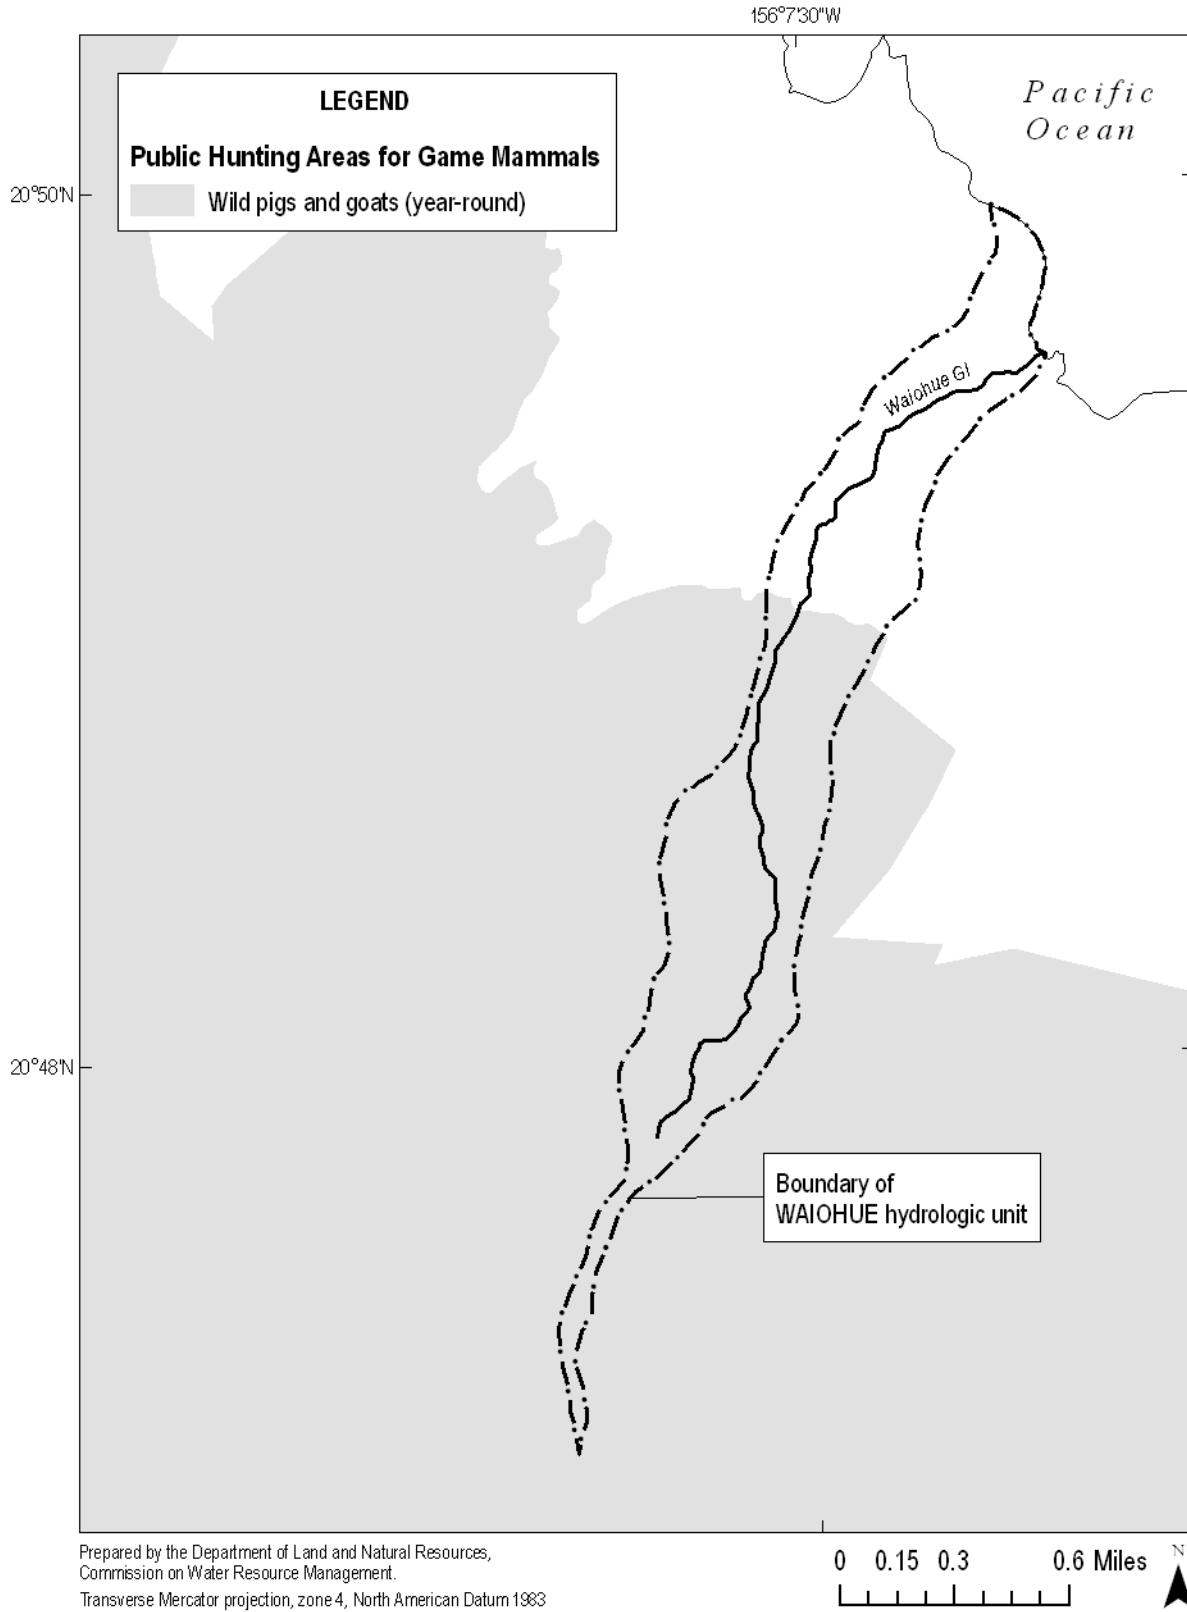 156°7'30"W
Pacific
Ocean
LEGEND
Public Hunting Areas for Game Mammals
Wild pigs and goats (year-round)
20°50'N
Waiohue Gl
20°48'N
Boundary of
WAIOHUE hydrologic unit
Prepared by the Department of Land and Natural Resources,
Commission on Water Resource Management.
Transverse Mercator projection, zone 4, North American Datum 1983
0 0.15 0.3 0.6 Miles
N